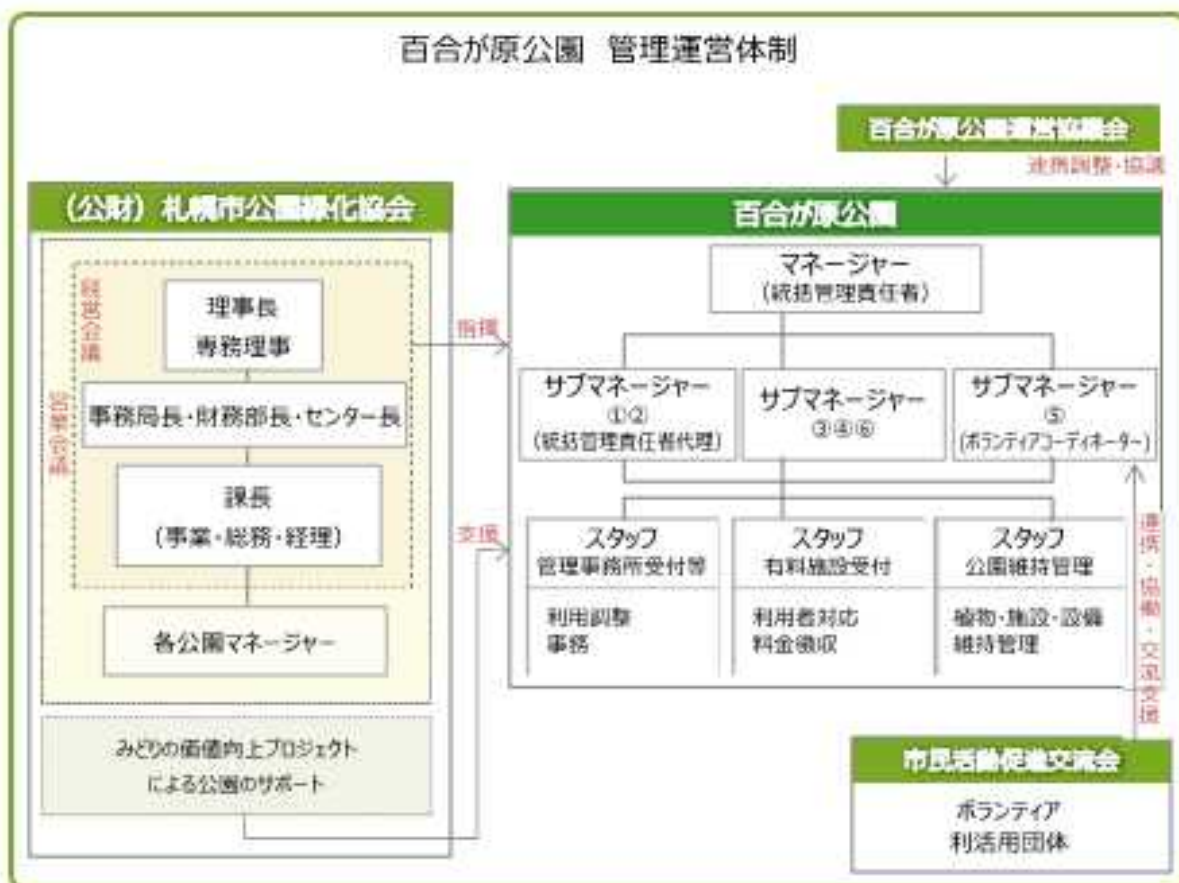 百合が原公園 管理運営体制
百合が原公園運営協議会
連携調整・協議
(公財)札幌市公園緑化協会
経営会議
営業会議
理事長
専務理事
事務局長・財務部長・センター長
課長
(事業・総務・経理)
各公園マネージャー
みどりの価値向上プロジェクト
による公園のサポート
指揮
支援
百合が原公園
マネージャー
(統括管理責任者)
サブマネージャー
①②
(統括管理責任者代理)
サブマネージャー
③④⑥
サブマネージャー
⑤
(ボランティアコーディネーター)
スタッフ
管理事務所受付等
利用調整
事務
スタッフ
有料施設受付
利用者対応
料金徴収
スタッフ
公園維持管理
植物・施設・設備
維持管理
連携・協働・交流支援
市民活動促進交流会
ボランティア
利活用団体